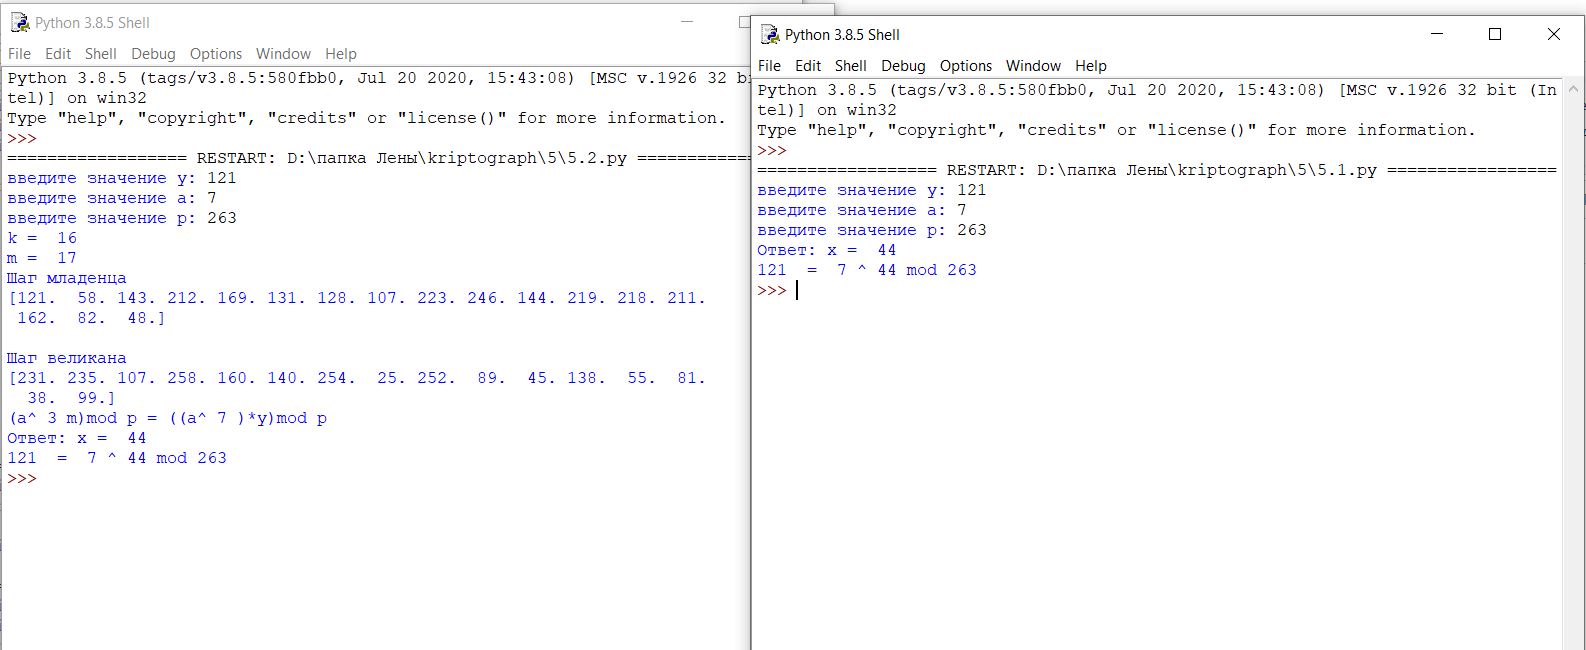 Python 3.8.5 Shell
File Edit Shell Debug Options Window Help
Python 3.8.5 (tags/v3.8.5:580fbb0, Jul 20 2020, 15:43:08) [MSC v.1926 32 bi
tel)] on win32
Type "help", "copyright", "credits" or "license()" for more information.
>>>
================== RESTART: D:\папка Лены\kriptograph\5\5.2.py ============
введите значение y: 121
введите значение a: 7
введите значение p: 263
k =  16
m =  17
Шаг младенца
[121.  58. 143. 212. 169. 131. 128. 107. 223. 246. 144. 219. 218. 211.
 162.  82.  48.]
Шаг великана
[231. 235. 107. 258. 160. 140. 254.  25. 252.  89.  45. 138.  55.  81.
  38.  99.]
(a^ 3 m)mod p = ((a^ 7 )*y)mod p
Ответ: x =  44
121  =  7 ^ 44 mod 263
>>>
Python 3.8.5 Shell
File Edit Shell Debug Options Window Help
Python 3.8.5 (tags/v3.8.5:580fbb0, Jul 20 2020, 15:43:08) [MSC v.1926 32 bit (In
tel)] on win32
Type "help", "copyright", "credits" or "license()" for more information.
>>>
================== RESTART: D:\папка Лены\kriptograph\5\5.1.py =================
введите значение y: 121
введите значение a: 7
введите значение p: 263
Ответ: x =  44
121  =  7 ^ 44 mod 263
>>>